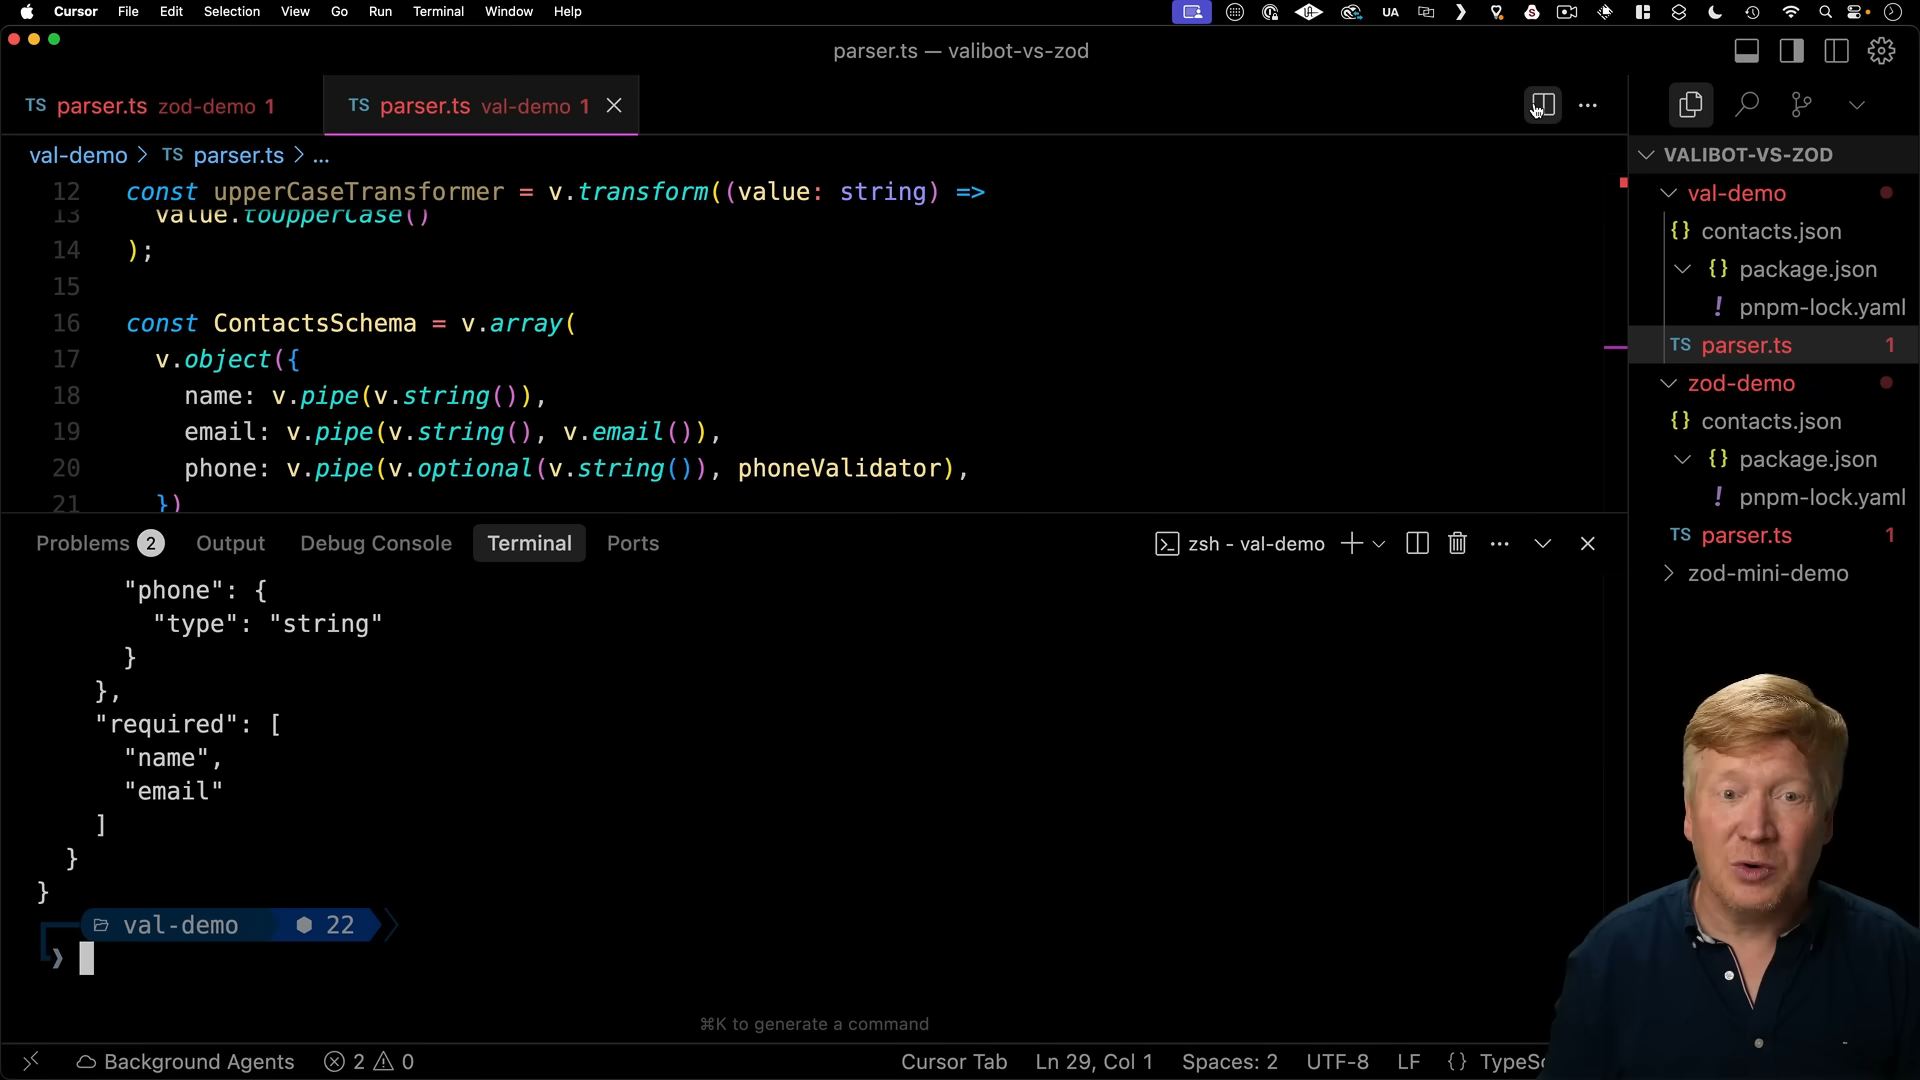 Cursor File Edit Selection View Go Run Terminal Window Help UA
parser.ts — valibot-vs-zod
TS parser.ts zod-demo 1 TS parser.ts val-demo 1
val-demo > TS parser.ts > ...
12 const upperCaseTransformer = v.transform((value: string) =>
13 value.toUpperCase()
14 );
15
16 const ContactsSchema = v.array(
17 v.object({
18 name: v.pipe(v.string()),
19 email: v.pipe(v.string(), v.email()),
20 phone: v.pipe(v.optional(v.string()), phoneValidator),
21 })
VALIBOT-VS-ZOD
val-demo
{} contacts.json
{} package.json
! pnpm-lock.yaml
TS parser.ts 1
zod-demo
{} contacts.json
{} package.json
! pnpm-lock.yaml
TS parser.ts 1
zod-mini-demo
Problems 2 Output Debug Console Terminal Ports zsh - val-demo
"phone": {
"type": "string"
}
},
"required": [
"name",
"email"
]
}
}
val-demo 22
❯
⌘K to generate a command
Background Agents 2 0 Cursor Tab Ln 29, Col 1 Spaces: 2 UTF-8 LF {}